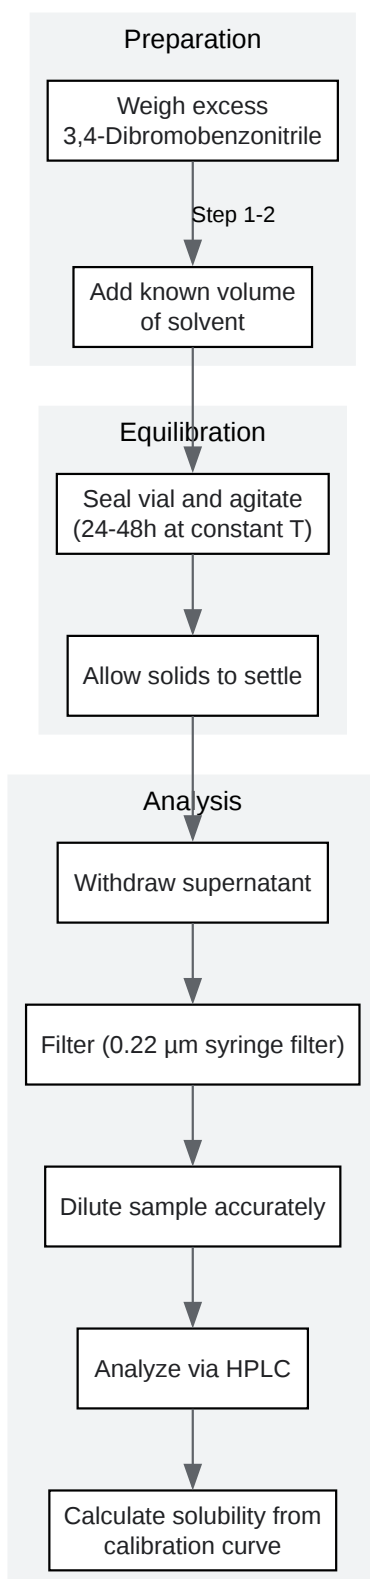 Preparation
Weigh excess
3,4-Dibromobenzonitrile
Step 1-2
Add known volume
of solvent
Equilibration
Seal vial and agitate
(24-48h at constant T)
Allow solids to settle
Analysis
Withdraw supernatant
Filter (0.22 µm syringe filter)
Dilute sample accurately
Analyze via HPLC
Calculate solubility from
calibration curve